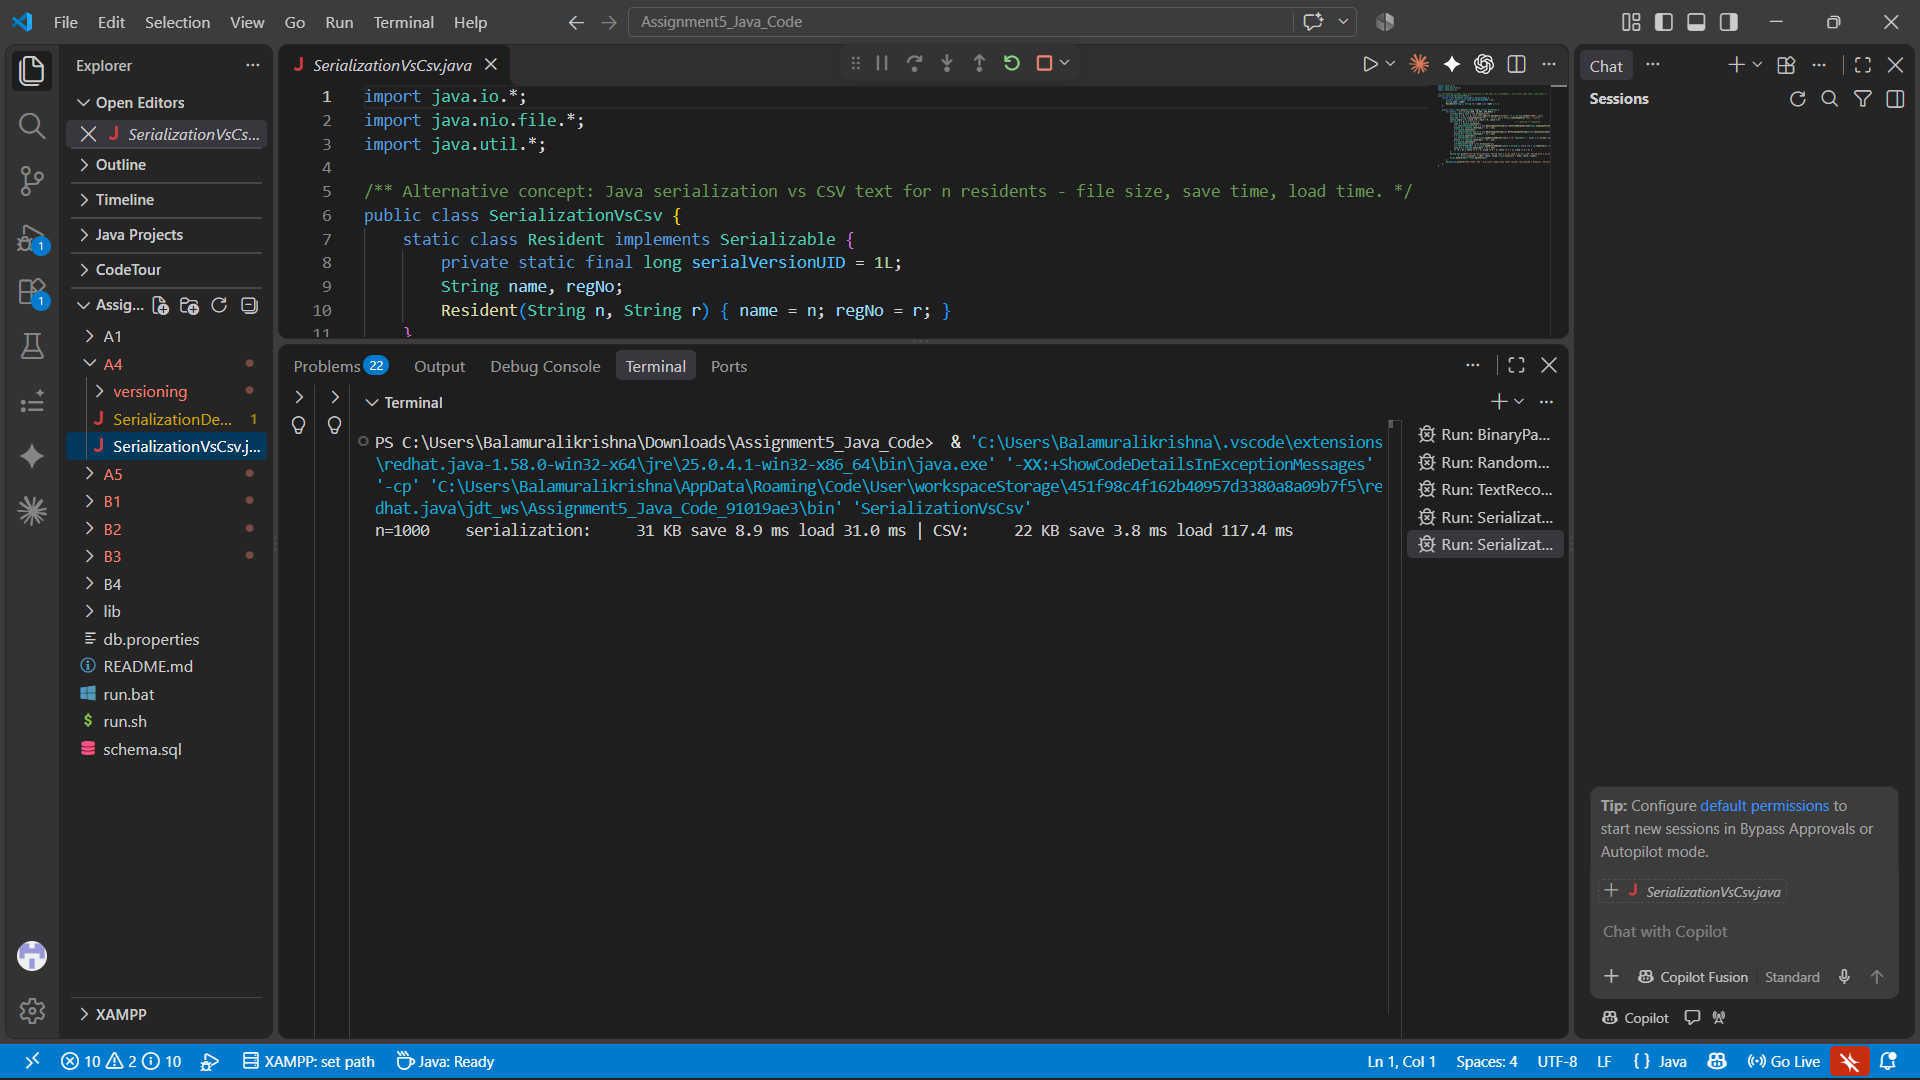 File Edit Selection View Go Run Terminal Help
Assignment5_Java_Code
Explorer
Open Editors
SerializationVsCs...
Outline
Timeline
Java Projects
CodeTour
Assig...
A1
A4
versioning
SerializationDe... 1
SerializationVsCsv.j...
A5
B1
B2
B3
B4
lib
db.properties
README.md
run.bat
run.sh
schema.sql
XAMPP
1
1
SerializationVsCsv.java
1 import java.io.*;
2 import java.nio.file.*;
3 import java.util.*;
4
5 /** Alternative concept: Java serialization vs CSV text for n residents - file size, save time, load time. */
6 public class SerializationVsCsv {
7 static class Resident implements Serializable {
8 private static final long serialVersionUID = 1L;
9 String name, regNo;
10 Resident(String n, String r) { name = n; regNo = r; }
11 }
Problems 22 Output Debug Console Terminal Ports
Terminal
PS C:\Users\Balamuralikrishna\Downloads\Assignment5_Java_Code> & 'C:\Users\Balamuralikrishna\.vscode\extensions
\redhat.java-1.58.0-win32-x64\jre\25.0.4.1-win32-x86_64\bin\java.exe' '-XX:+ShowCodeDetailsInExceptionMessages'
'-cp' 'C:\Users\Balamuralikrishna\AppData\Roaming\Code\User\workspaceStorage\451f98c4f162b40957d3380a8a09b7f5\re
dhat.java\jdt_ws\Assignment5_Java_Code_91019ae3\bin' 'SerializationVsCsv'
n=1000 serialization: 31 KB save 8.9 ms load 31.0 ms | CSV: 22 KB save 3.8 ms load 117.4 ms
Run: BinaryPa...
Run: Random...
Run: TextReco...
Run: Serializat...
Run: Serializat...
Chat
Sessions
Tip: Configure default permissions to
start new sessions in Bypass Approvals or
Autopilot mode.
SerializationVsCsv.java
Chat with Copilot
Copilot Fusion Standard
Copilot
10 2 10 XAMPP: set path Java: Ready
Ln 1, Col 1 Spaces: 4 UTF-8 LF {} Java Go Live